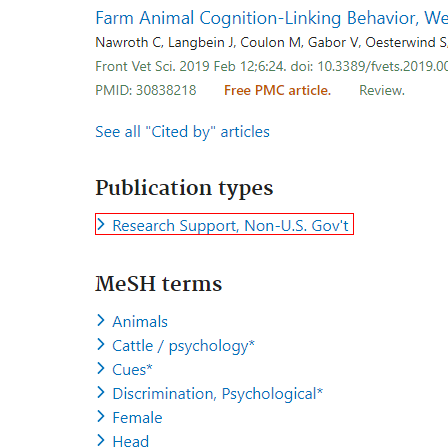 Farm Animal Cognition-Linking Behavior, We
Nawroth C, Langbein J, Coulon M, Gabor V, Oesterwind S,
Front Vet Sci. 2019 Feb 12;6:24. doi: 10.3389/fvets.2019.00
PMID: 30838218 Free PMC article. Review.
See all "Cited by" articles
Publication types
Research Support, Non-U.S. Gov't
MeSH terms
Animals
Cattle / psychology*
Cues*
Discrimination, Psychological*
Female
Head